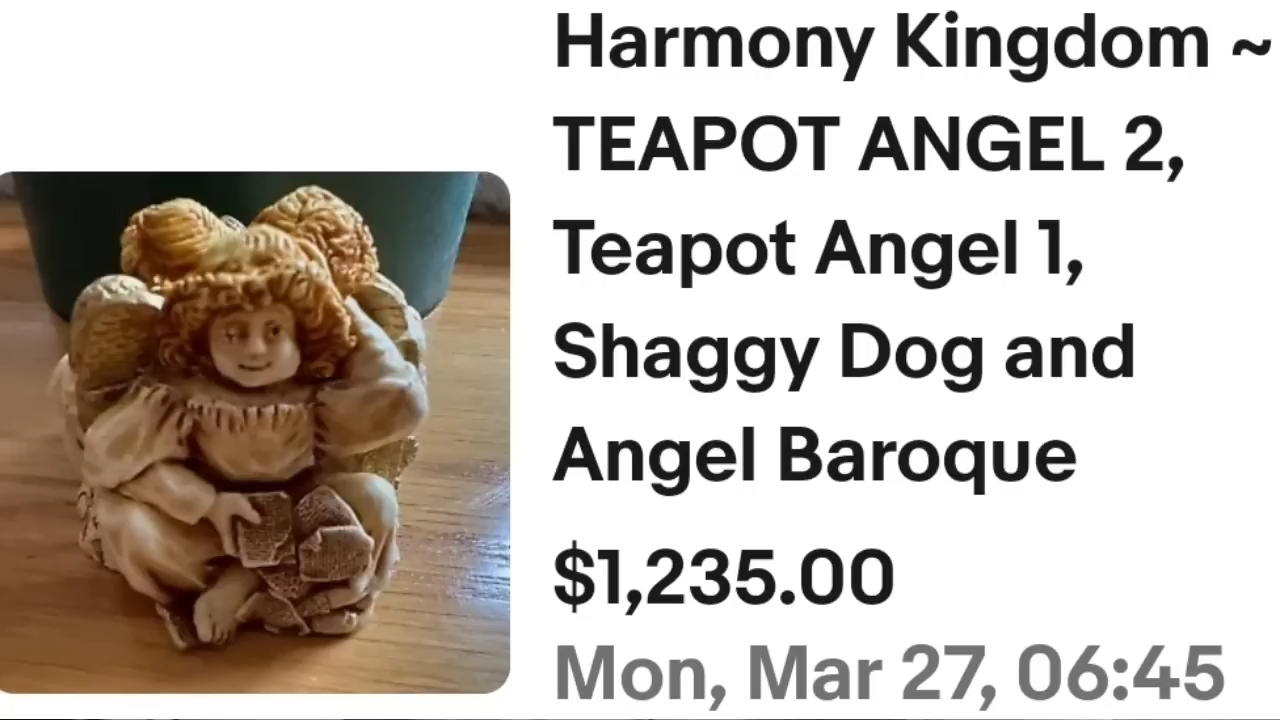 Harmony Kingdom ~
TEAPOT ANGEL 2,
Teapot Angel 1,
Shaggy Dog and
Angel Baroque
$1,235.00
Mon, Mar 27, 06:45